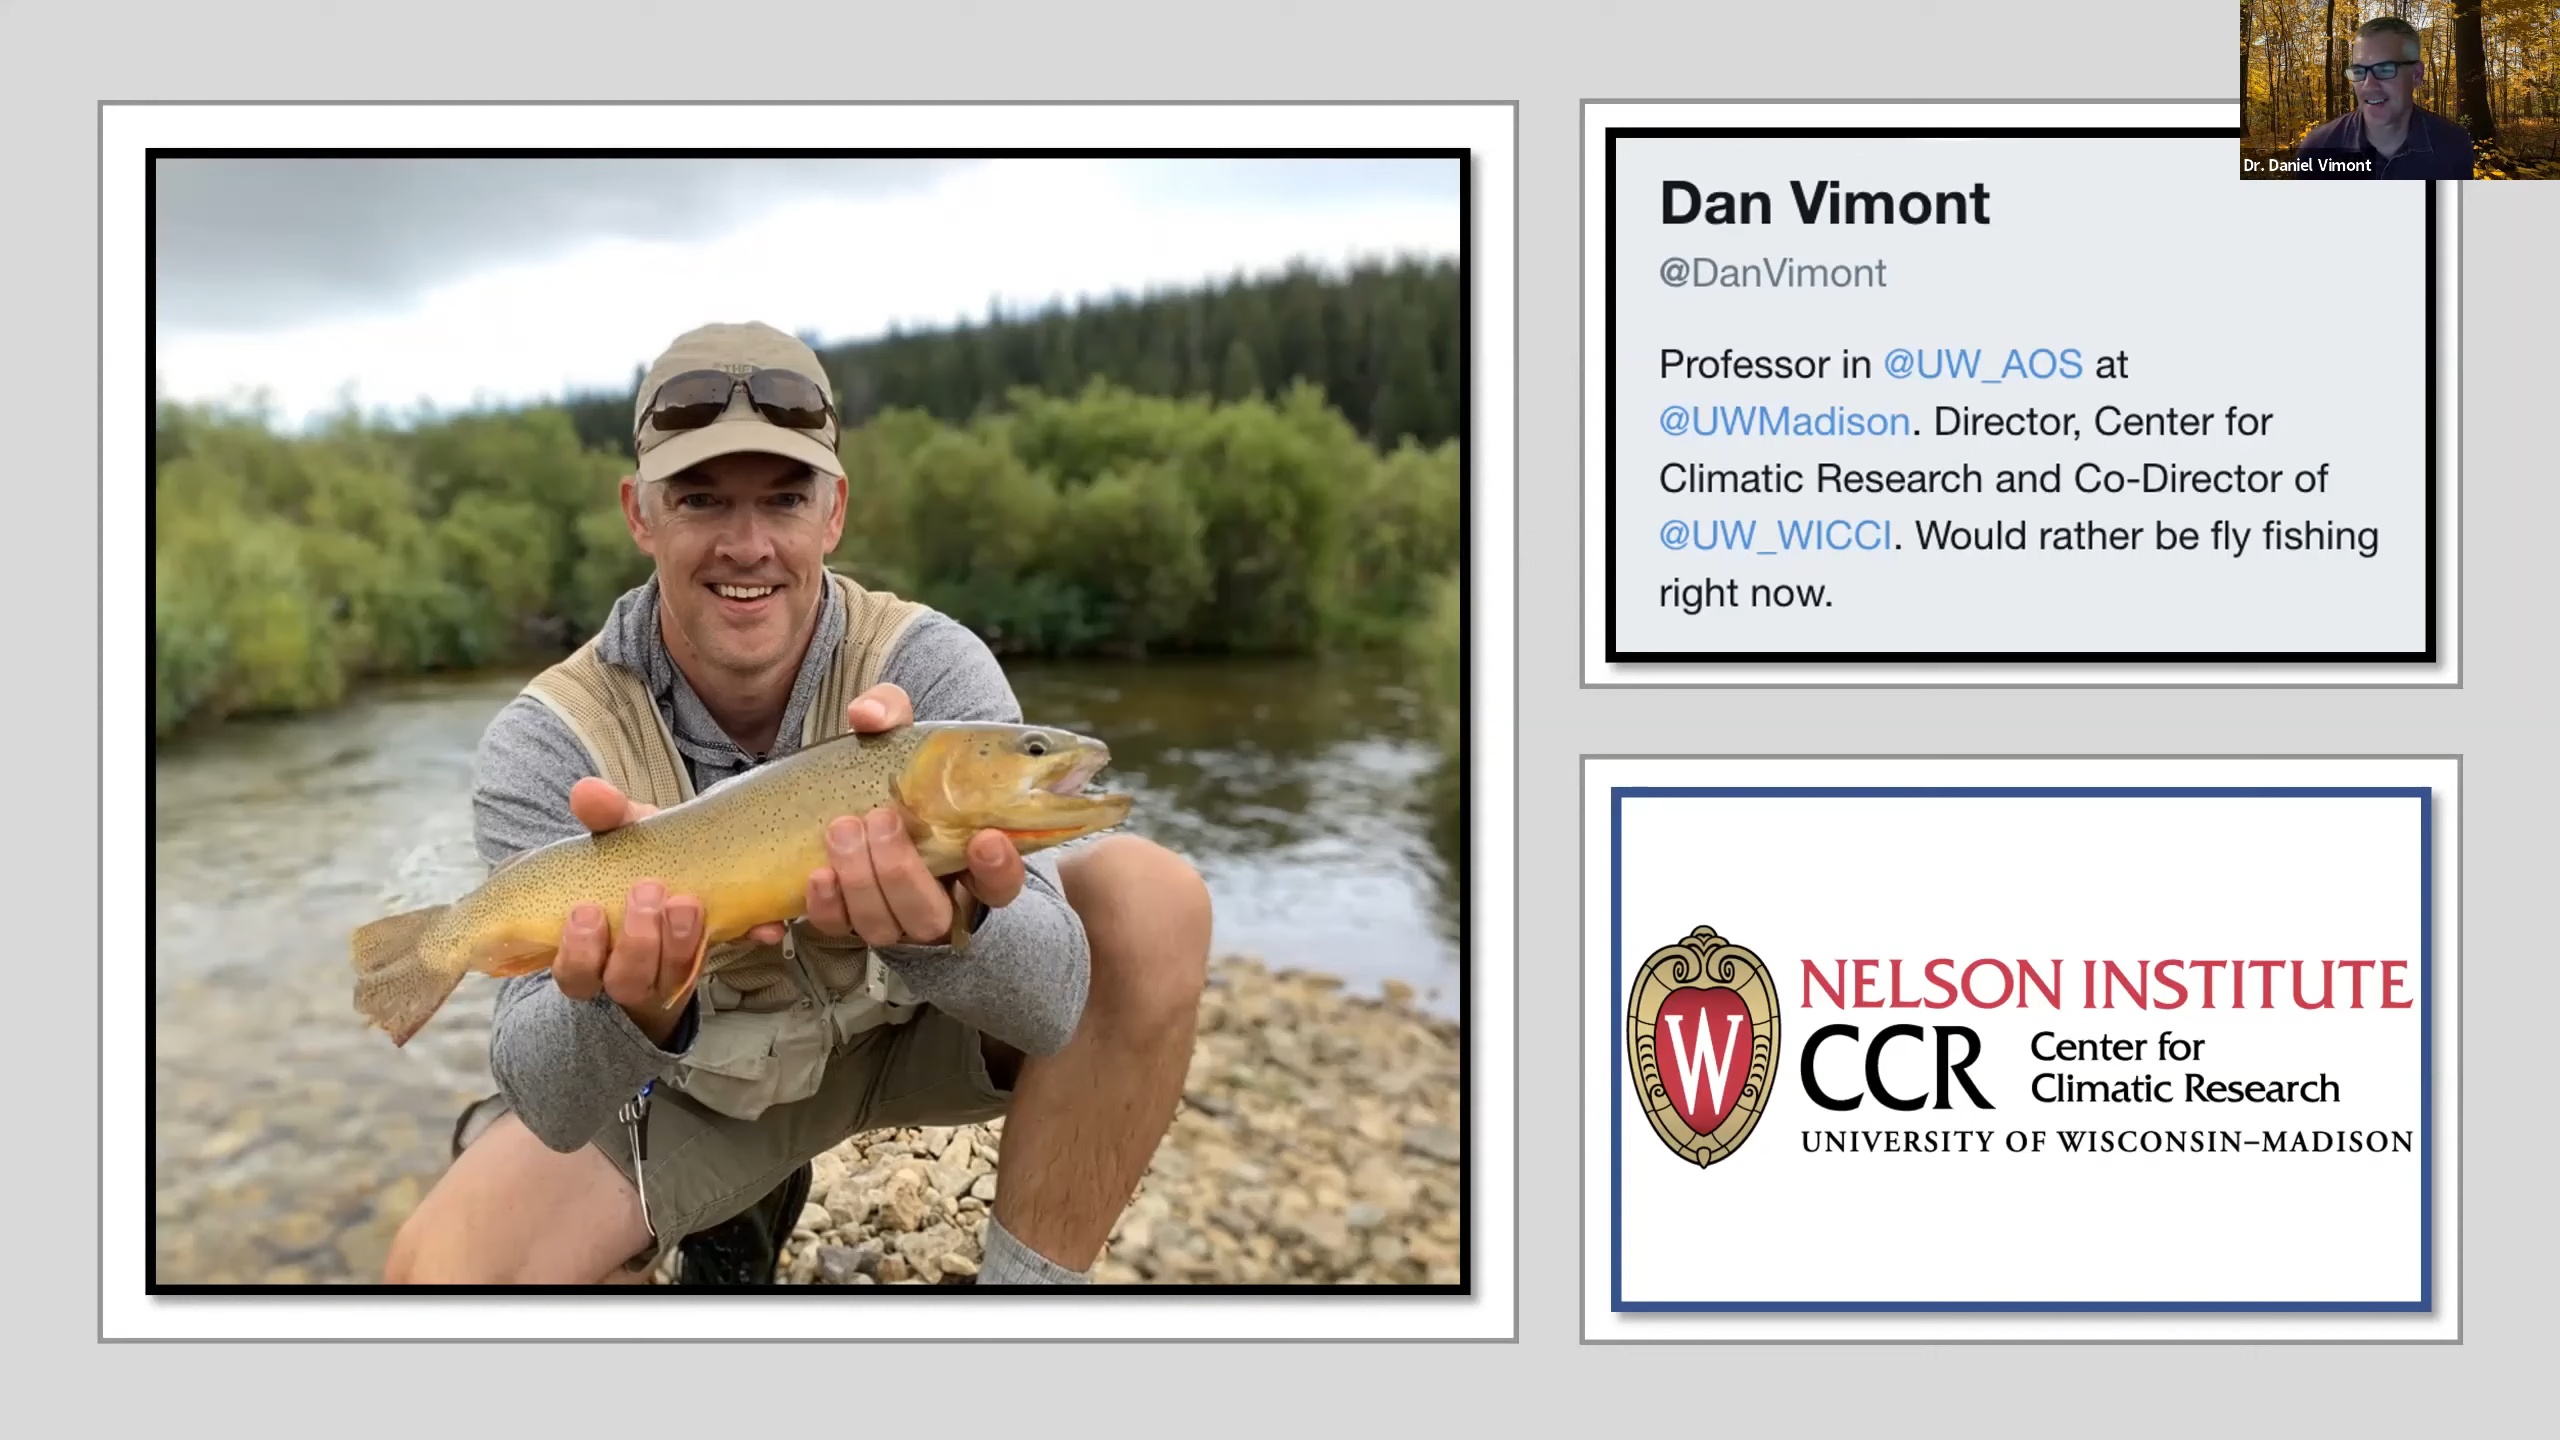 Dr. Daniel Vimont
Dan Vimont
@DanVimont
Professor in @UW_AOS at
@UWMadison. Director, Center for
Climatic Research and Co-Director of
@UW_WICCI. Would rather be fly fishing
right now.
W
NELSON INSTITUTE
CCR Center for
Climatic Research
UNIVERSITY OF WISCONSIN–MADISON